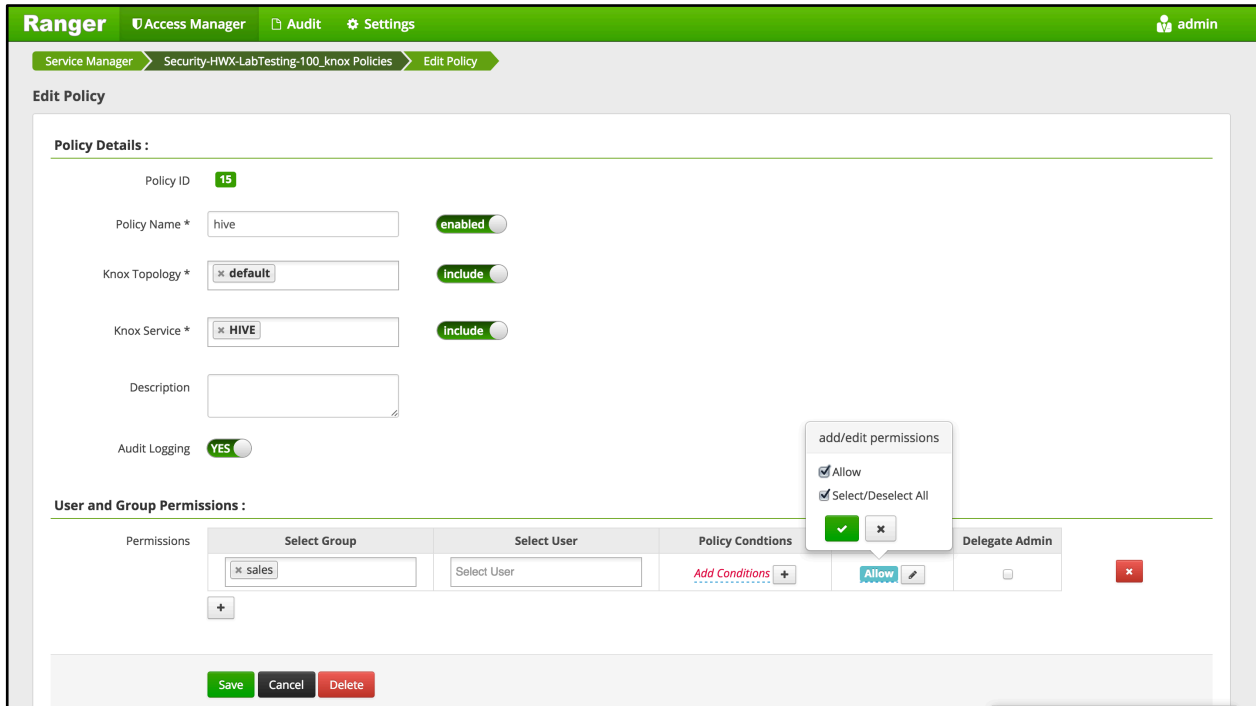 Ranger Access Manager Audit Settings admin
Service Manager Security-HWX-LabTesting-100_knox Policies Edit Policy
Edit Policy
Policy Details :
Policy ID 15
Policy Name * hive enabled
Knox Topology * × default include
Knox Service * × HIVE include
Description
Audit Logging YES
add/edit permissions
Allow
Select/Deselect All
User and Group Permissions :
Permissions Select Group Select User Policy Condtions Delegate Admin
× sales Select User Add Conditions + Allow
+
Save Cancel Delete